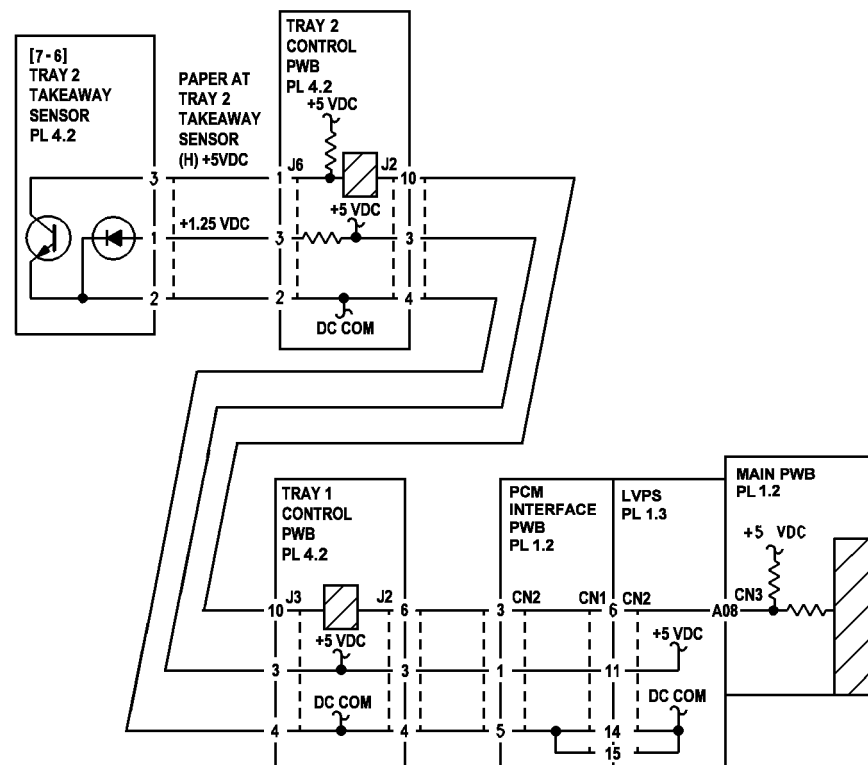 [7-6]
TRAY 2
TAKEAWAY
SENSOR
PL 4.2
PAPER AT
TRAY 2
TAKEAWAY
SENSOR
(H) +5VDC
TRAY 2
CONTROL
PWB
PL 4.2
+5 VDC
3
1
J6
J2
10
+5 VDC
1
+1.25 VDC
3
3
2
2
4
DC COM
TRAY 1
CONTROL
PWB
PL 4.2
PCM
INTERFACE
PWB
PL 1.2
LVPS
PL 1.3
MAIN PWB
PL 1.2
+5 VDC
10
J3
J2
6
3
CN2
CN1
6
CN2
A08
CN3
+5 VDC
+5 VDC
3
3
1
11
DC COM
DC COM
4
4
5
14
15